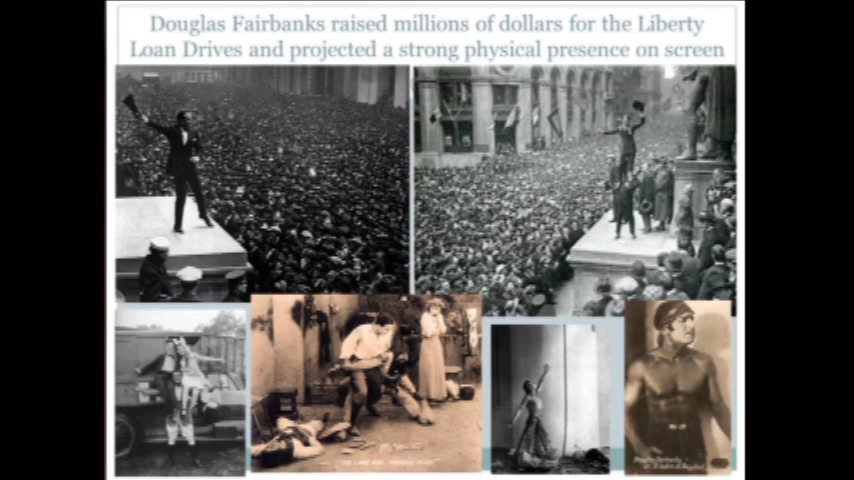 Douglas Fairbanks raised millions of dollars for the Liberty
Loan Drives and projected a strong physical presence on screen